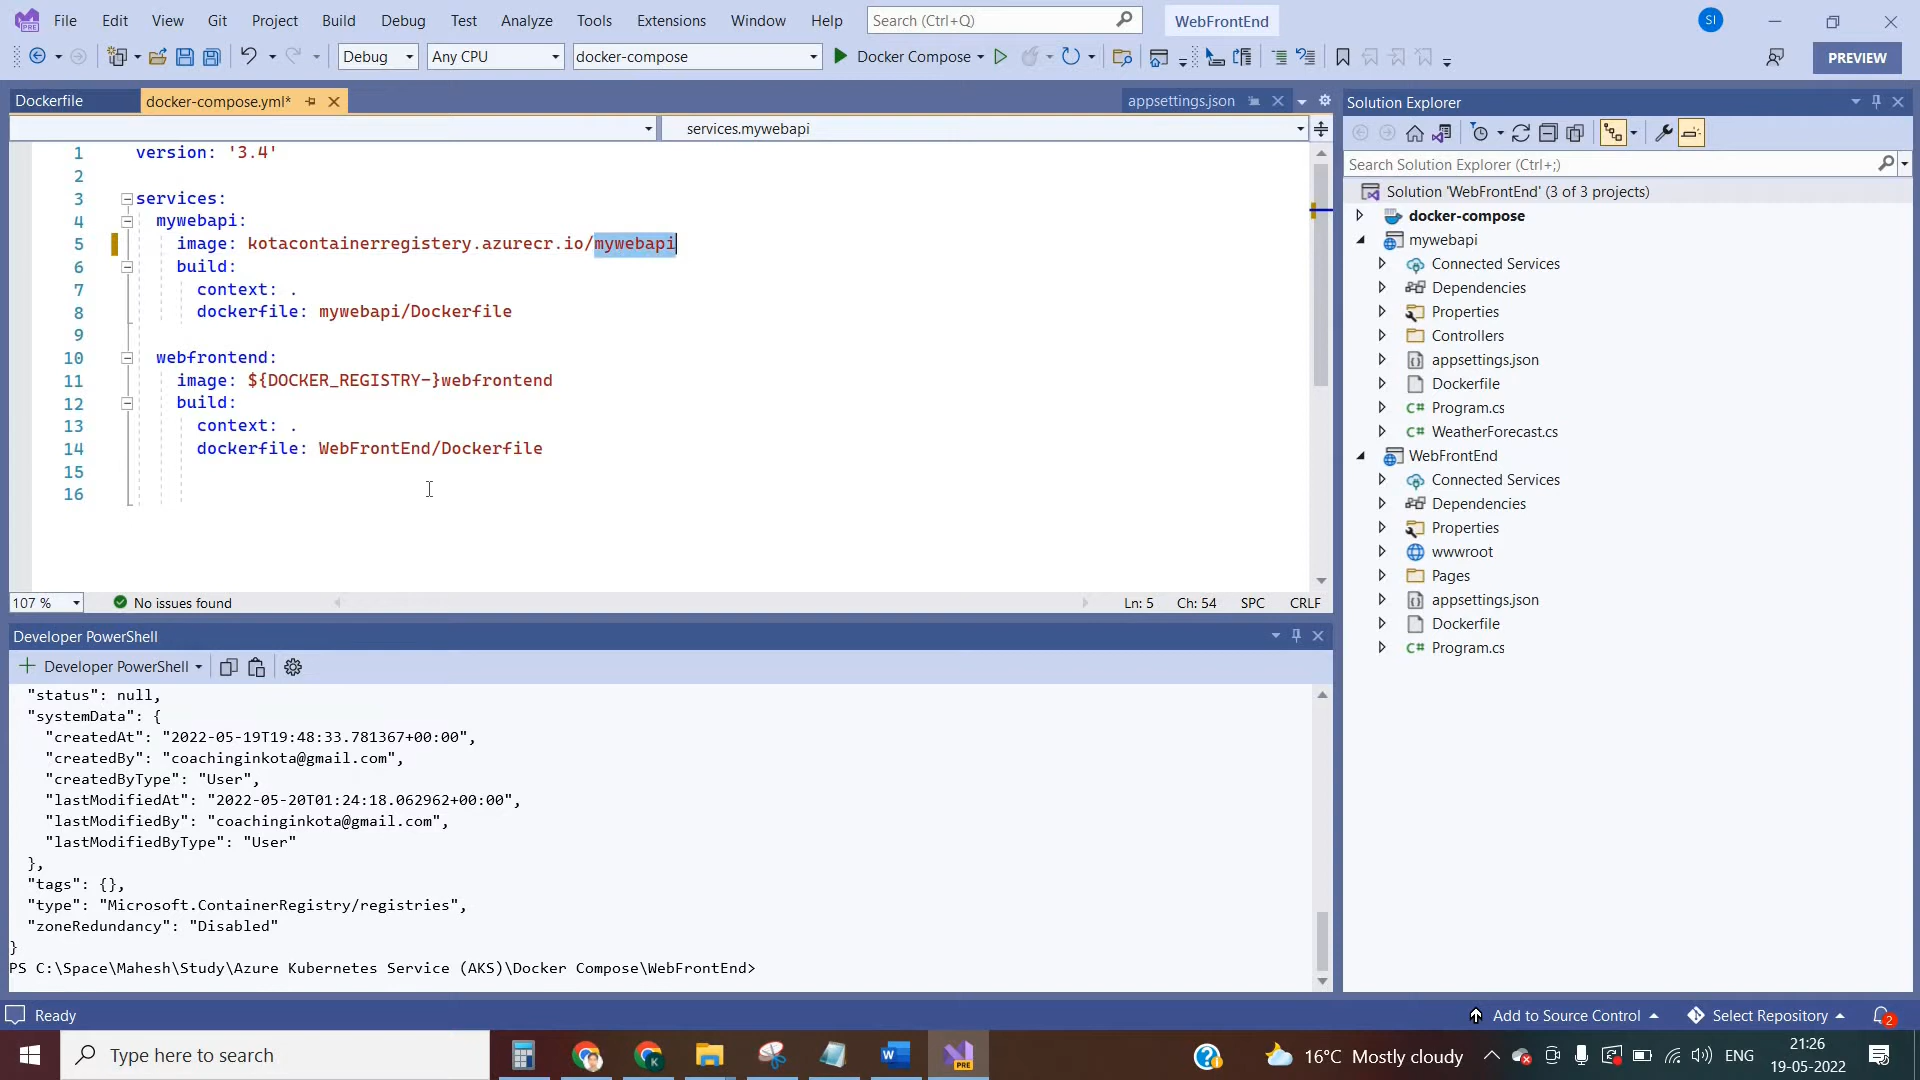 File Edit View Git Project Build Debug Test Analyze Tools Extensions Window Help Search (Ctrl+Q) WebFrontEnd SI
Debug Any CPU docker-compose Docker Compose PREVIEW
Dockerfile docker-compose.yml* appsettings.json
services.mywebapi
1 version: '3.4'
2
3 services:
4 mywebapi:
5 image: kotacontainerregistery.azurecr.io/mywebapi
6 build:
7 context: .
8 dockerfile: mywebapi/Dockerfile
9
10 webfrontend:
11 image: ${DOCKER_REGISTRY-}webfrontend
12 build:
13 context: .
14 dockerfile: WebFrontEnd/Dockerfile
15
16
107 % No issues found Ln: 5 Ch: 54 SPC CRLF
Developer PowerShell
Developer PowerShell
"status": null,
"systemData": {
"createdAt": "2022-05-19T19:48:33.781367+00:00",
"createdBy": "coachinginkota@gmail.com",
"createdByType": "User",
"lastModifiedAt": "2022-05-20T01:24:18.062962+00:00",
"lastModifiedBy": "coachinginkota@gmail.com",
"lastModifiedByType": "User"
},
"tags": {},
"type": "Microsoft.ContainerRegistry/registries",
"zoneRedundancy": "Disabled"
}
PS C:\Space\Mahesh\Study\Azure Kubernetes Service (AKS)\Docker Compose\WebFrontEnd>
Solution Explorer
Search Solution Explorer (Ctrl+;)
Solution 'WebFrontEnd' (3 of 3 projects)
docker-compose
mywebapi
Connected Services
Dependencies
Properties
Controllers
appsettings.json
Dockerfile
C# Program.cs
C# WeatherForecast.cs
WebFrontEnd
Connected Services
Dependencies
Properties
wwwroot
Pages
appsettings.json
Dockerfile
C# Program.cs
Ready Add to Source Control Select Repository 2
Type here to search 16°C Mostly cloudy ENG 21:26
19-05-2022